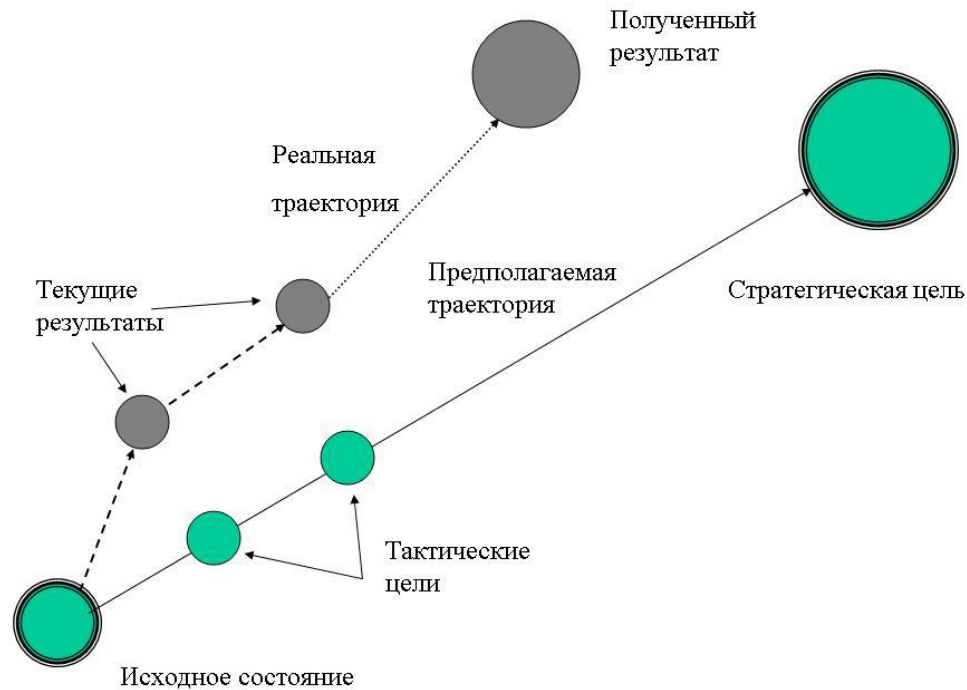 Полученный
результат
Реальная
траектория
Предполагаемая
траектория
Стратегическая цель
Текущие
результаты
Тактические
цели
Исходное состояние